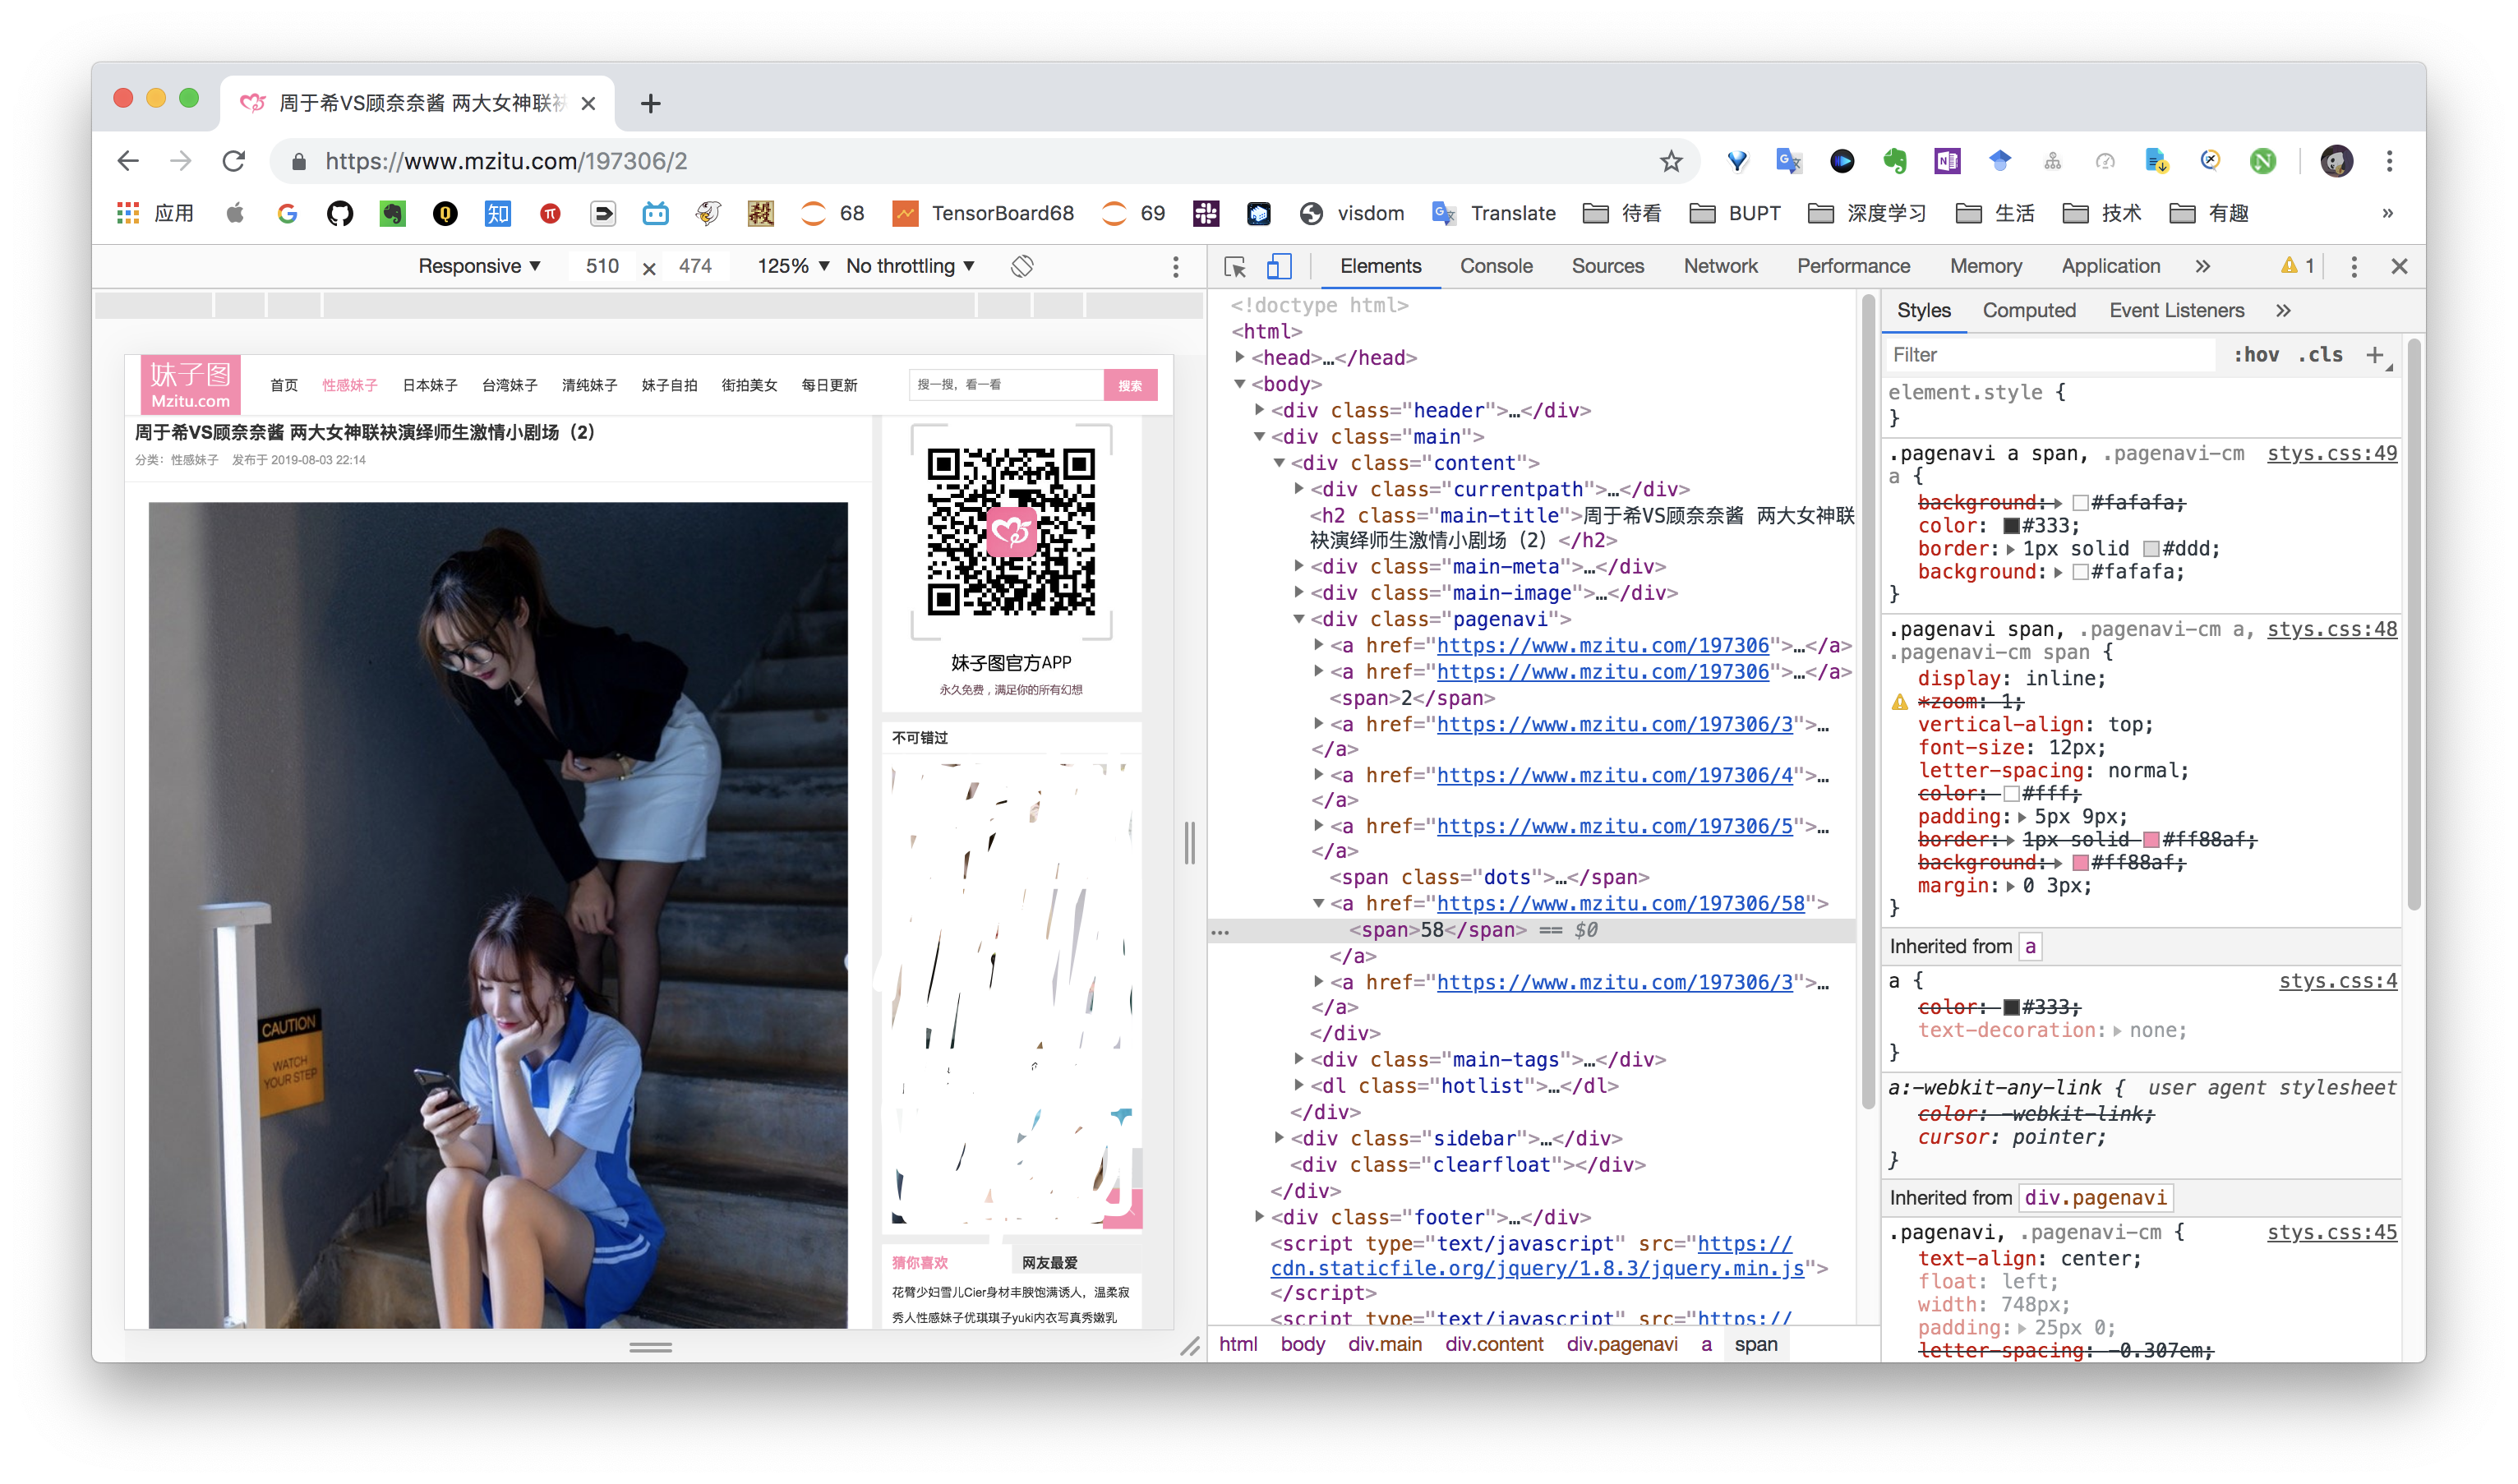 周于希VS顾奈奈酱 两大女神联袂
https://www.mzitu.com/197306/2
应用
68
TensorBoard68
69
visdom
Translate
待看
BUPT
深度学习
生活
技术
有趣
»
Responsive ▼ 510 × 474 125% ▼ No throttling ▼
Elements Console Sources Network Performance Memory Application » 1
妹子图
Mzitu.com
首页 性感妹子 日本妹子 台湾妹子 清纯妹子 妹子自拍 街拍美女 每日更新
搜一搜，看一看 搜索
周于希VS顾奈奈酱 两大女神联袂演绎师生激情小剧场（2）
分类：性感妹子 发布于 2019-08-03 22:14
CAUTION
WATCH
YOUR STEP
妹子图官方APP
永久免费，满足你的所有幻想
不可错过
猜你喜欢 网友最爱
花臂少妇雪儿Cier身材丰腴饱满诱人，温柔寂
秀人性感妹子优琪琪子yuki内衣写真秀嫩乳
<!doctype html>
<html>
<head>…</head>
<body>
<div class="header">…</div>
<div class="main">
<div class="content">
<div class="currentpath">…</div>
<h2 class="main-title">周于希VS顾奈奈酱 两大女神联
袂演绎师生激情小剧场（2）</h2>
<div class="main-meta">…</div>
<div class="main-image">…</div>
<div class="pagenavi">
<a href="https://www.mzitu.com/197306">…</a>
<a href="https://www.mzitu.com/197306">…</a>
<span>2</span>
<a href="https://www.mzitu.com/197306/3">…
</a>
<a href="https://www.mzitu.com/197306/4">…
</a>
<a href="https://www.mzitu.com/197306/5">…
</a>
<span class="dots">…</span>
<a href="https://www.mzitu.com/197306/58">
… <span>58</span> == $0
</a>
<a href="https://www.mzitu.com/197306/3">…
</a>
</div>
<div class="main-tags">…</div>
<dl class="hotlist">…</dl>
</div>
<div class="sidebar">…</div>
<div class="clearfloat"></div>
</div>
<div class="footer">…</div>
<script type="text/javascript" src="https://
cdn.staticfile.org/jquery/1.8.3/jquery.min.js">
</script>
<script type="text/javascript" src="https://
html body div.main div.content div.pagenavi a span
Styles Computed Event Listeners »
Filter :hov .cls +
element.style {
}
.pagenavi a span, .pagenavi-cm stys.css:49
a {
background: #fafafa;
color: #333;
border: 1px solid #ddd;
background: #fafafa;
}
.pagenavi span, .pagenavi-cm a, stys.css:48
.pagenavi-cm span {
display: inline;
*zoom: 1;
vertical-align: top;
font-size: 12px;
letter-spacing: normal;
color: #fff;
padding: 5px 9px;
border: 1px solid #ff88af;
background: #ff88af;
margin: 0 3px;
}
Inherited from a
a { stys.css:4
color: #333;
text-decoration: none;
}
a:-webkit-any-link { user agent stylesheet
color: -webkit-link;
cursor: pointer;
}
Inherited from div.pagenavi
.pagenavi, .pagenavi-cm { stys.css:45
text-align: center;
float: left;
width: 748px;
padding: 25px 0;
letter-spacing: -0.307em;